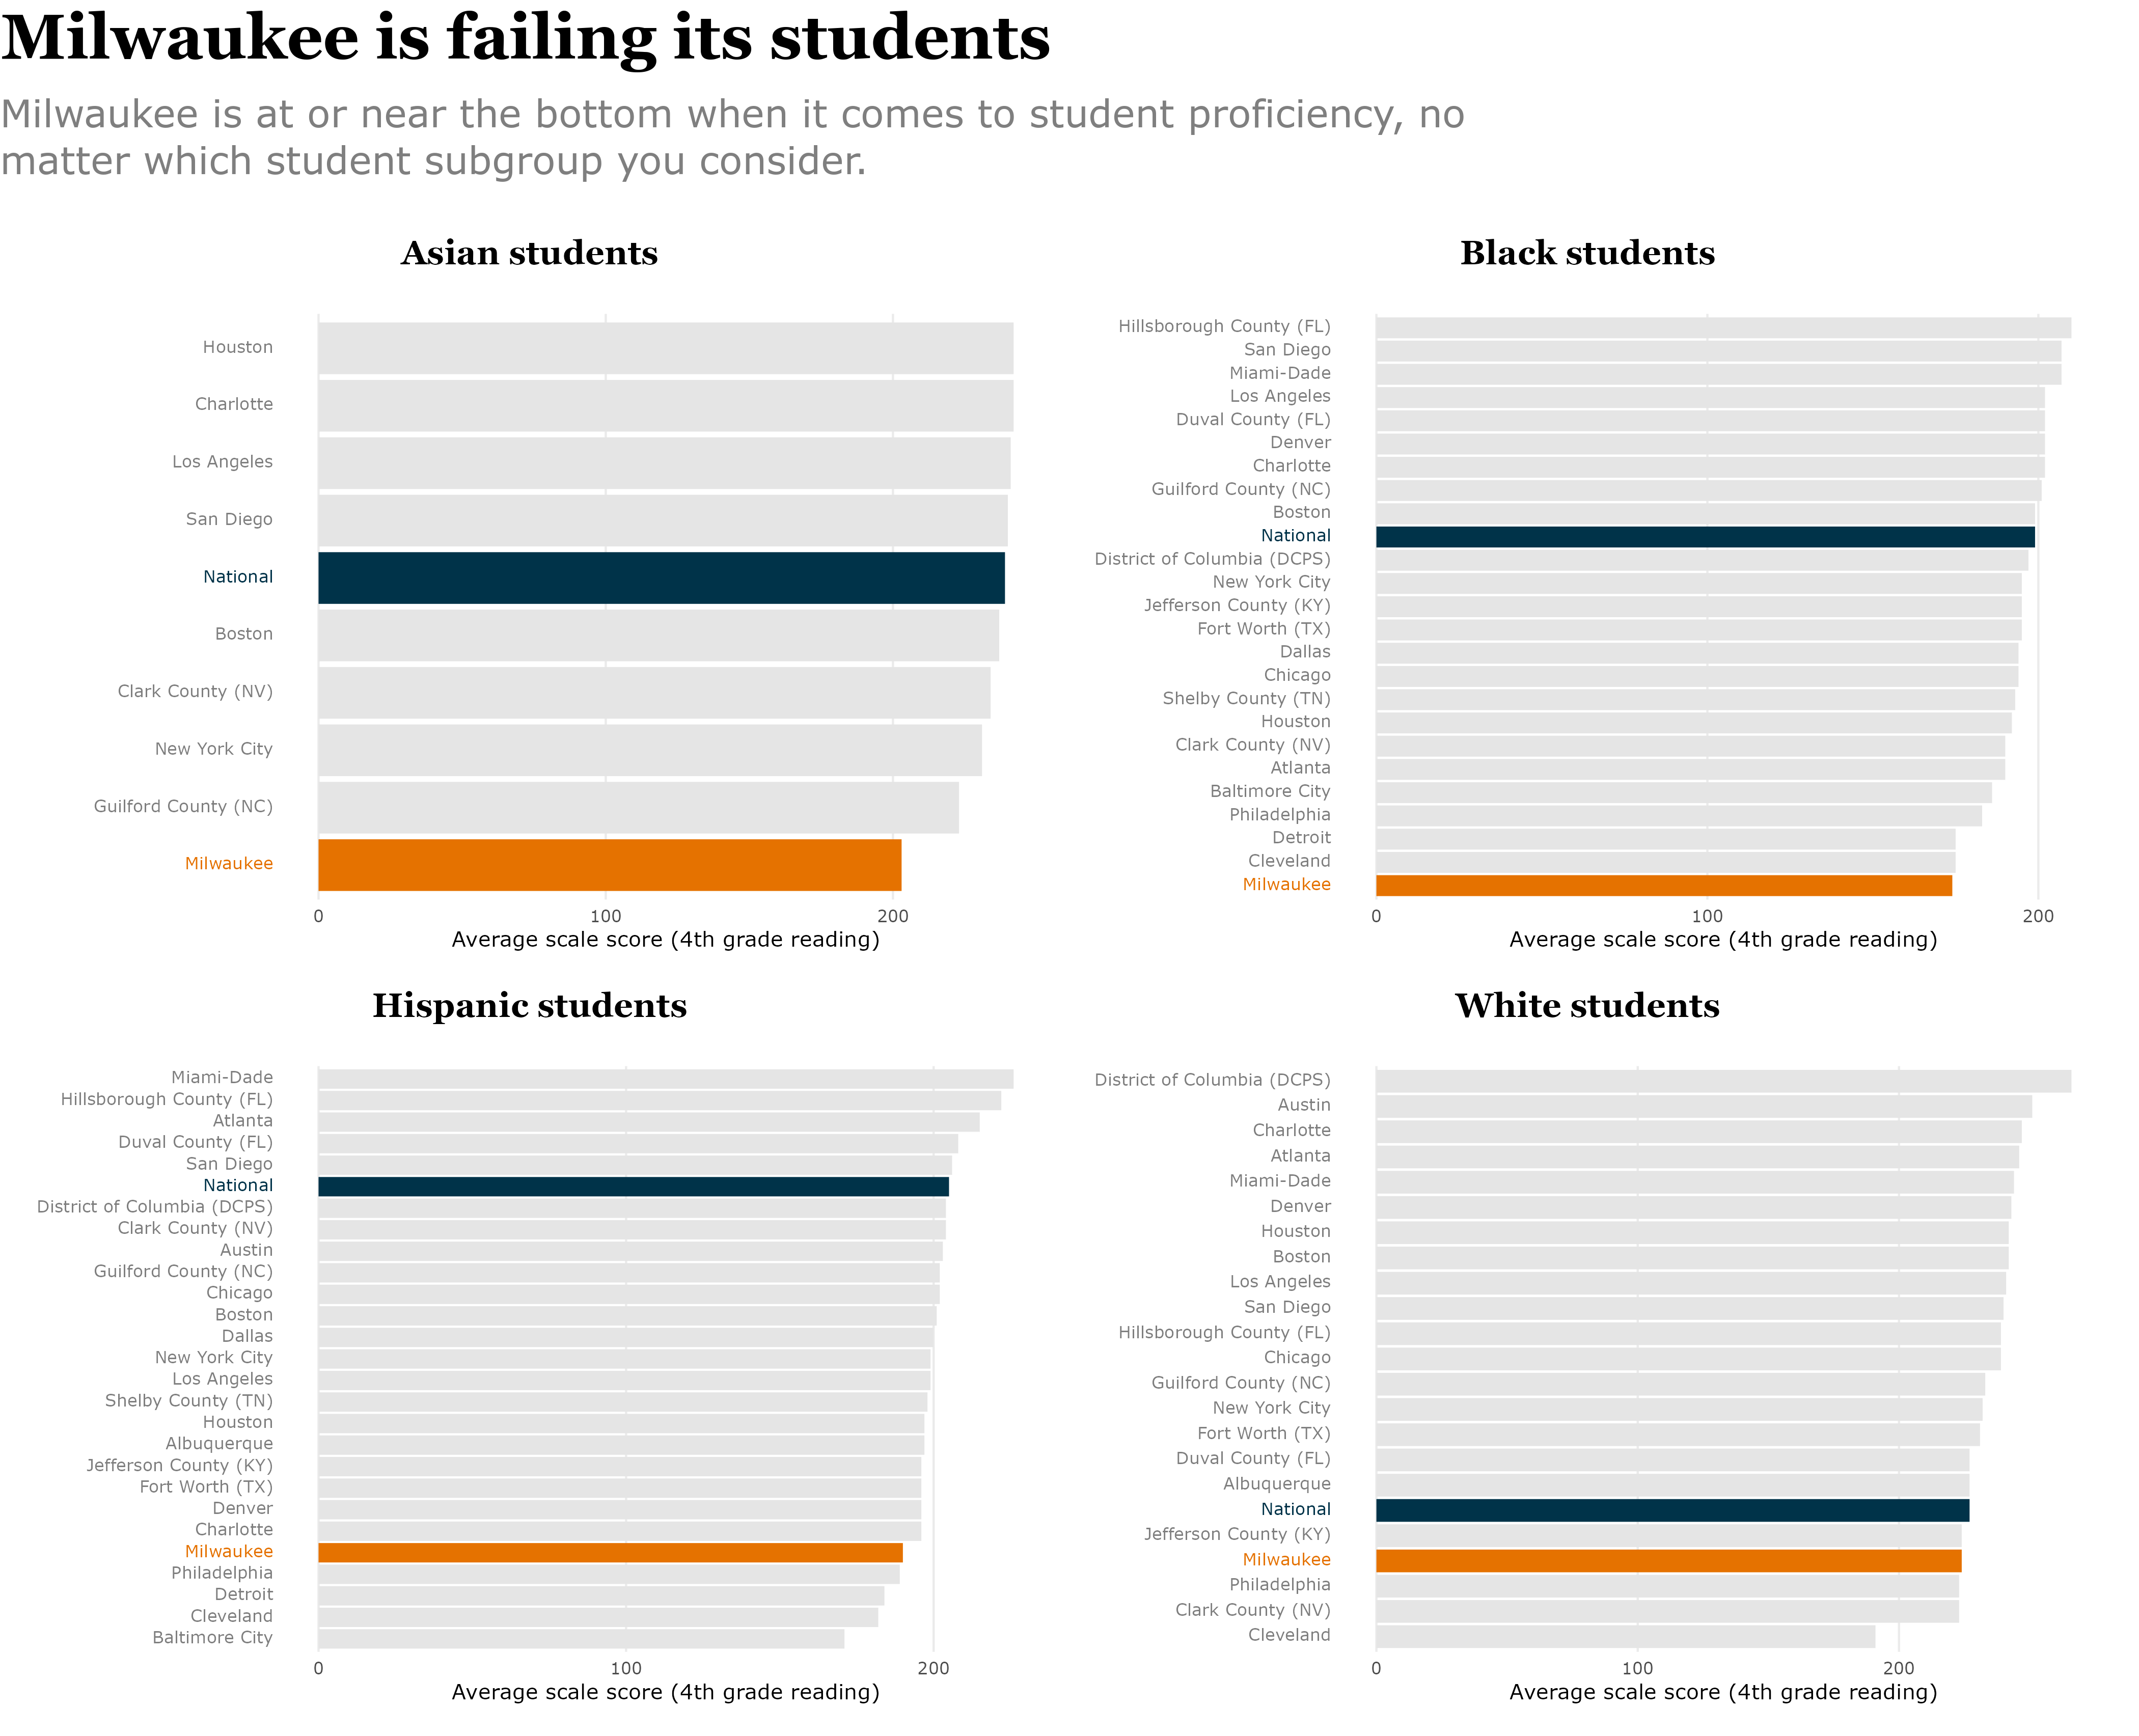 Milwaukee is failing its students
Milwaukee is at or near the bottom when it comes to student proficiency, no
matter which student subgroup you consider.
Asian students
Houston
Charlotte
Los Angeles
San Diego
National
Boston
Clark County (NV)
New York City
Guilford County (NC)
Milwaukee
0 100 200
Average scale score (4th grade reading)
Black students
Hillsborough County (FL)
San Diego
Miami-Dade
Los Angeles
Duval County (FL)
Denver
Charlotte
Guilford County (NC)
Boston
National
District of Columbia (DCPS)
New York City
Jefferson County (KY)
Fort Worth (TX)
Dallas
Chicago
Shelby County (TN)
Houston
Clark County (NV)
Atlanta
Baltimore City
Philadelphia
Detroit
Cleveland
Milwaukee
0 100 200
Average scale score (4th grade reading)
Hispanic students
Miami-Dade
Hillsborough County (FL)
Atlanta
Duval County (FL)
San Diego
National
District of Columbia (DCPS)
Clark County (NV)
Austin
Guilford County (NC)
Chicago
Boston
Dallas
New York City
Los Angeles
Shelby County (TN)
Houston
Albuquerque
Jefferson County (KY)
Fort Worth (TX)
Denver
Charlotte
Milwaukee
Philadelphia
Detroit
Cleveland
Baltimore City
0 100 200
Average scale score (4th grade reading)
White students
District of Columbia (DCPS)
Austin
Charlotte
Atlanta
Miami-Dade
Denver
Houston
Boston
Los Angeles
San Diego
Hillsborough County (FL)
Chicago
Guilford County (NC)
New York City
Fort Worth (TX)
Duval County (FL)
Albuquerque
National
Jefferson County (KY)
Milwaukee
Philadelphia
Clark County (NV)
Cleveland
0 100 200
Average scale score (4th grade reading)